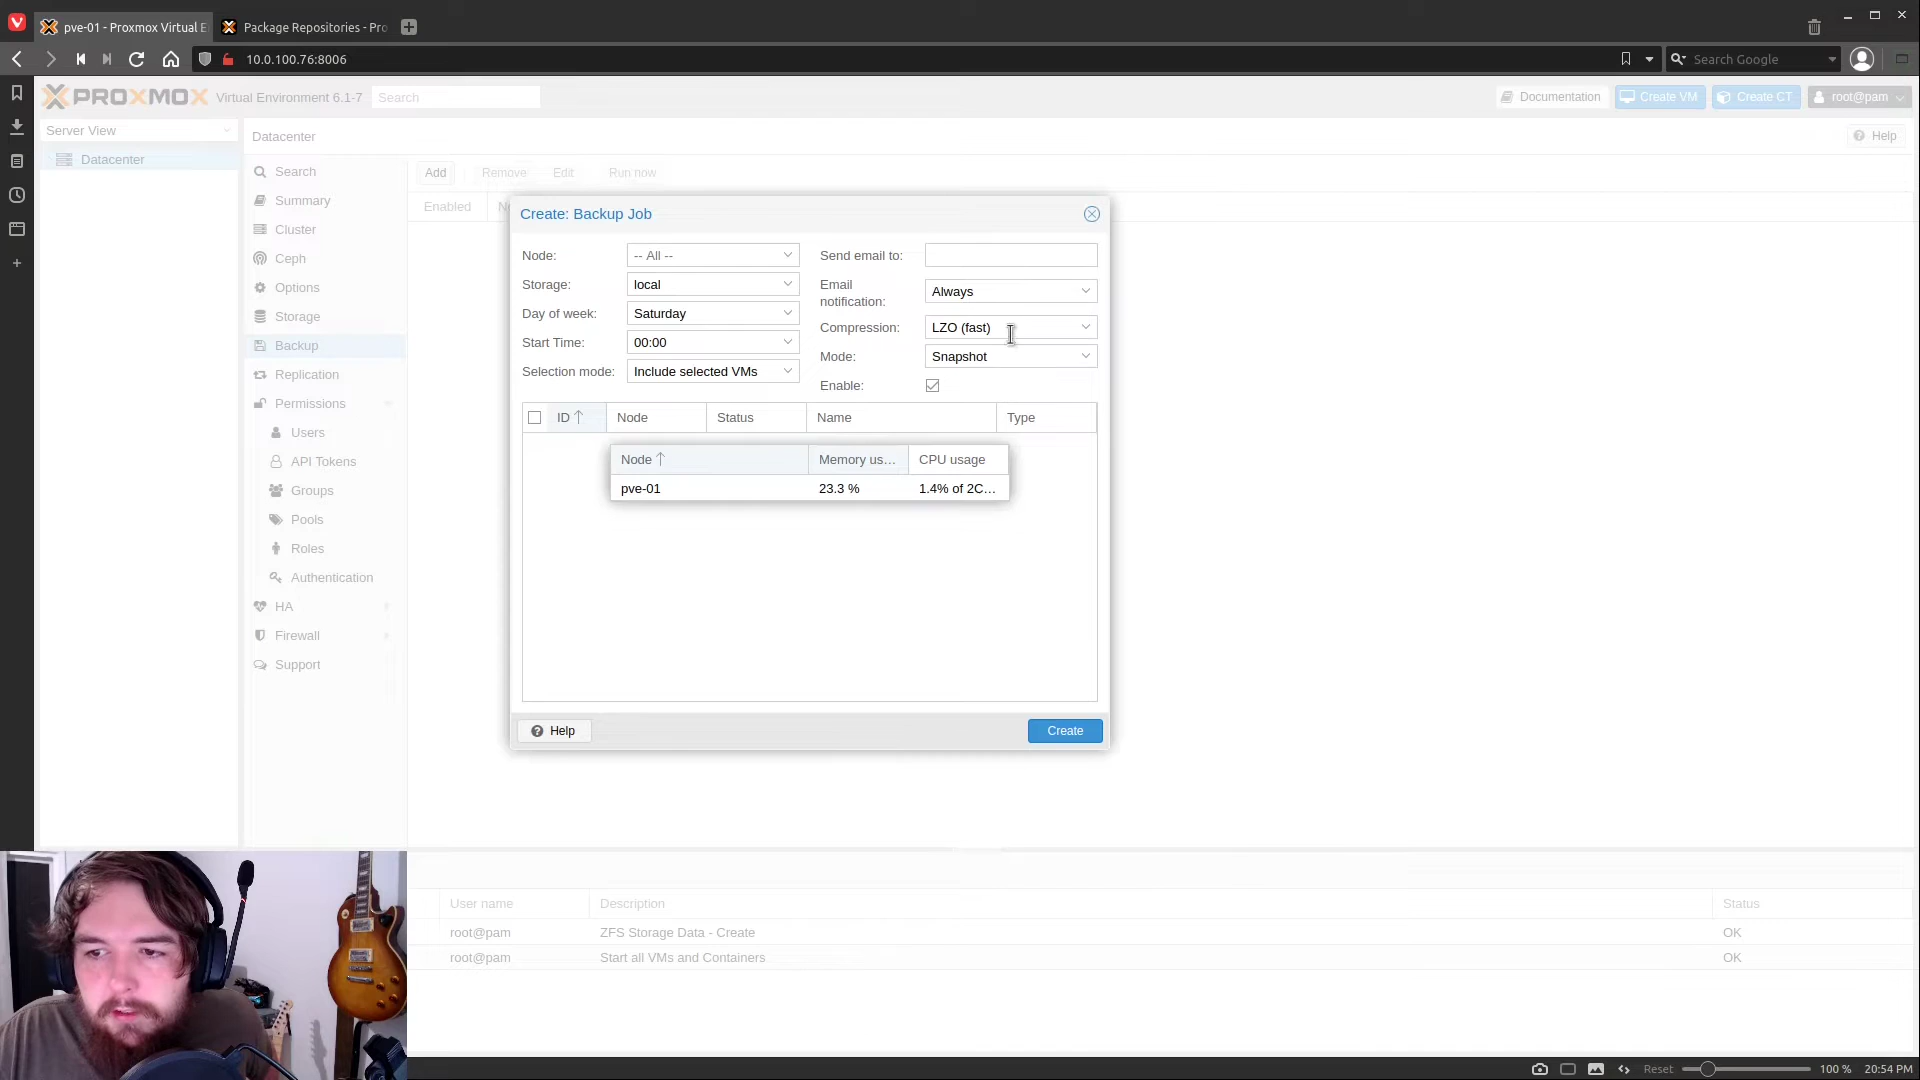 pve-01 - Proxmox Virtual E
Package Repositories - Pro
10.0.100.76:8006
Search Google
PROXMOX Virtual Environment 6.1-7
Search
Documentation
Create VM
Create CT
root@pam
Server View
Datacenter
Datacenter
Help
Search
Summary
Cluster
Ceph
Options
Storage
Backup
Replication
Permissions
Users
API Tokens
Groups
Pools
Roles
Authentication
HA
Firewall
Support
Add
Remove
Edit
Run now
Enabled
Create: Backup Job
Node: -- All --
Storage: local
Day of week: Saturday
Start Time: 00:00
Selection mode: Include selected VMs
Send email to:
Email notification: Always
Compression: LZO (fast)
Mode: Snapshot
Enable:
ID Node Status Name Type
Node Memory us... CPU usage
pve-01 23.3 % 1.4% of 2C...
Help
Create
User name Description Status
root@pam ZFS Storage Data - Create OK
root@pam Start all VMs and Containers OK
Reset
100 %
20:54 PM